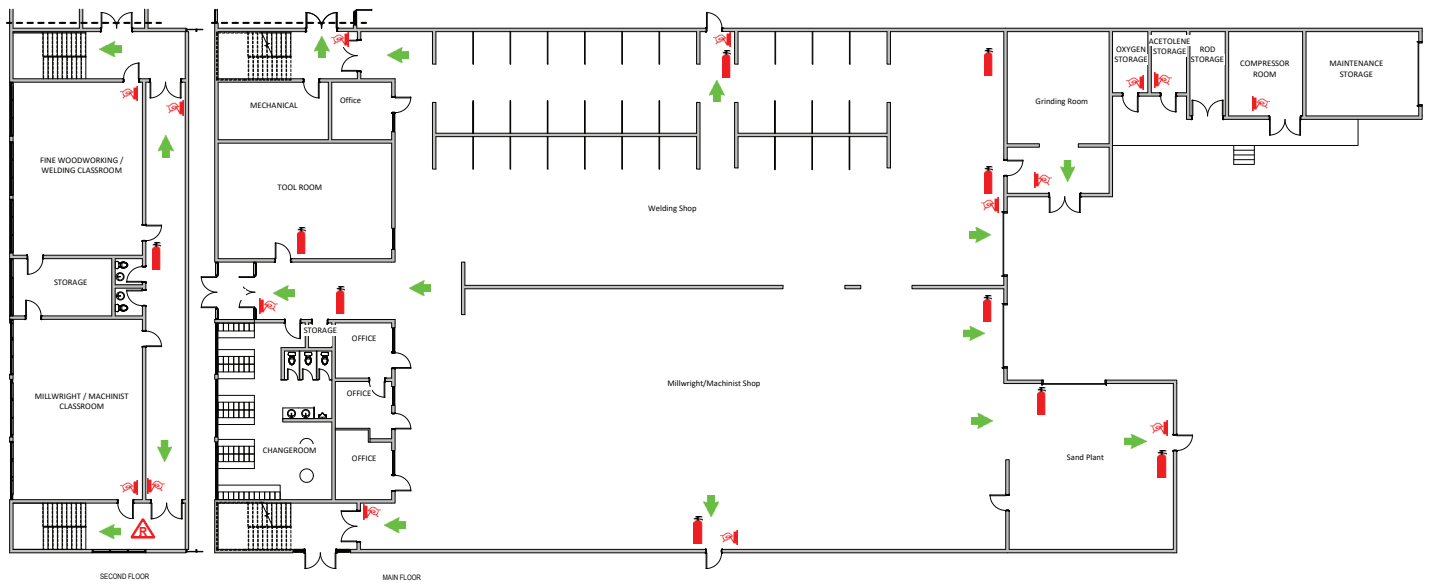 FINE WOODWORKING /
WELDING CLASSROOM
STORAGE
MILLWRIGHT / MACHINIST
CLASSROOM
R
SECOND FLOOR
MECHANICAL
Office
TOOL ROOM
STORAGE
OFFICE
OFFICE
CHANGEROOM
OFFICE
Welding Shop
Millwright/Machinist Shop
Grinding Room
OXYGEN
STORAGE
ACETOLENE
STORAGE
ROD
STORAGE
COMPRESSOR
ROOM
MAINTENANCE
STORAGE
Sand Plant
MAIN FLOOR